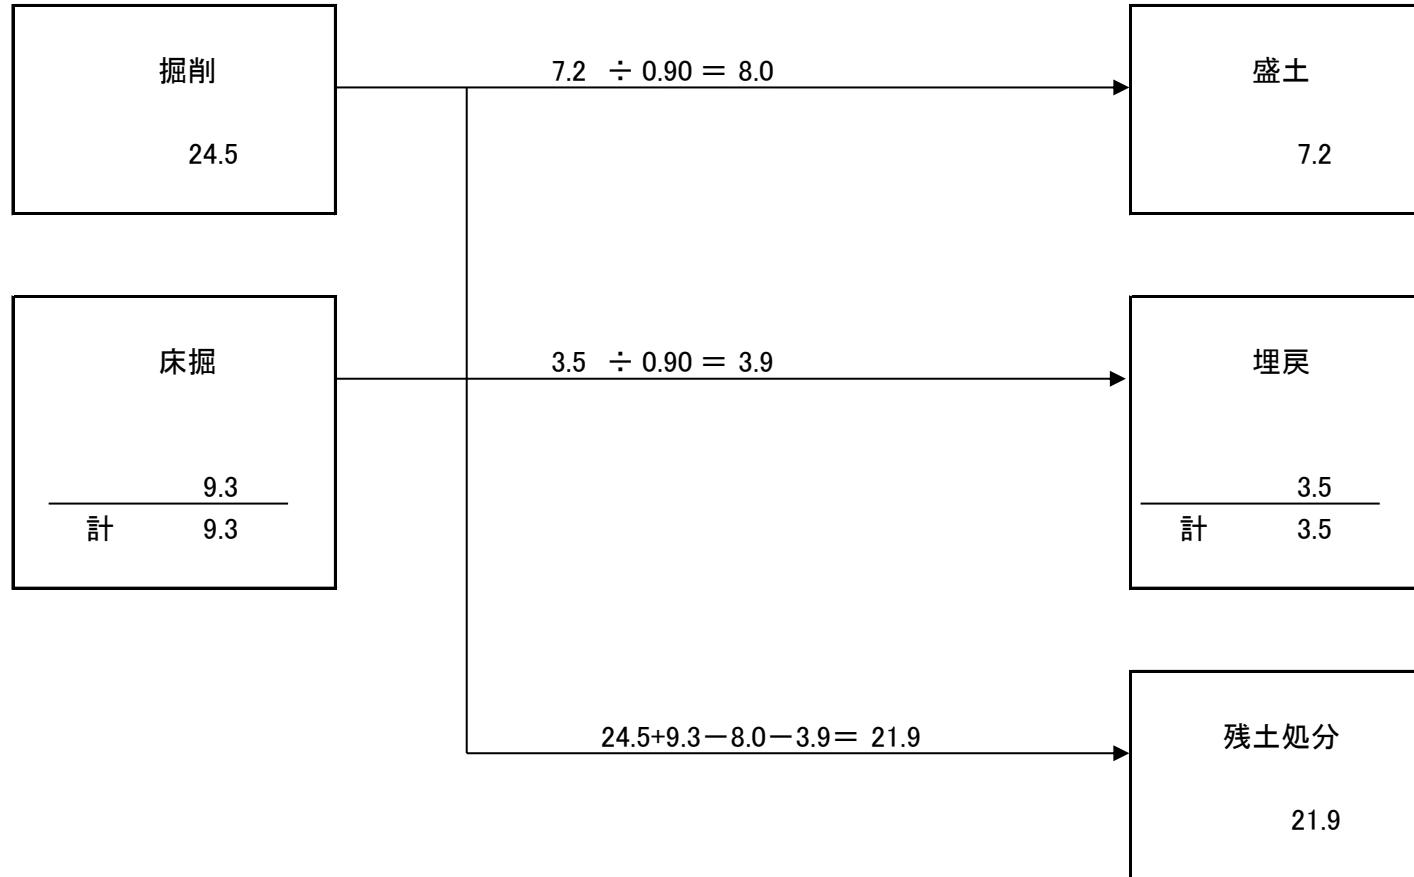 掘削
7.2 ÷ 0.90 ＝ 8.0
盛土
24.5
7.2
床掘
3.5 ÷ 0.90 ＝ 3.9
埋戻
9.3
計 9.3
3.5
計 3.5
24.5+9.3－8.0－3.9＝ 21.9
残土処分
21.9